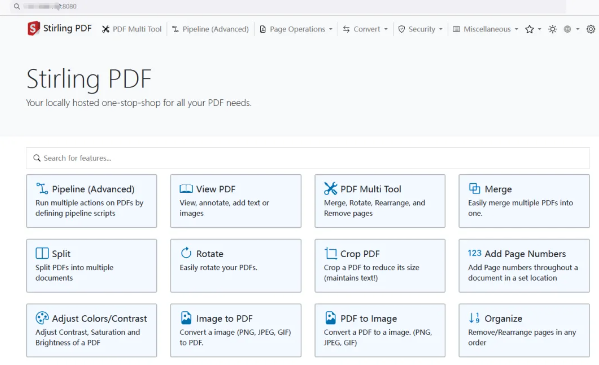 :8080
Stirling PDF
PDF Multi Tool
Pipeline (Advanced)
Page Operations
Convert
Security
Miscellaneous
Stirling PDF
Your locally hosted one-stop-shop for all your PDF needs.
Search for features...
Pipeline (Advanced)
Run multiple actions on PDFs by
defining pipeline scripts
View PDF
View, annotate, add text or
images
PDF Multi Tool
Merge, Rotate, Rearrange, and
Remove pages
Merge
Easily merge multiple PDFs into
one.
Split
Split PDFs into multiple
documents
Rotate
Easily rotate your PDFs.
Crop PDF
Crop a PDF to reduce its size
(maintains text!)
123 Add Page Numbers
Add Page numbers throughout a
document in a set location
Adjust Colors/Contrast
Adjust Contrast, Saturation and
Brightness of a PDF
Image to PDF
Convert a image (PNG, JPEG, GIF)
to PDF.
PDF to Image
Convert a PDF to a image. (PNG,
JPEG, GIF)
Organize
Remove/Rearrange pages in any
order